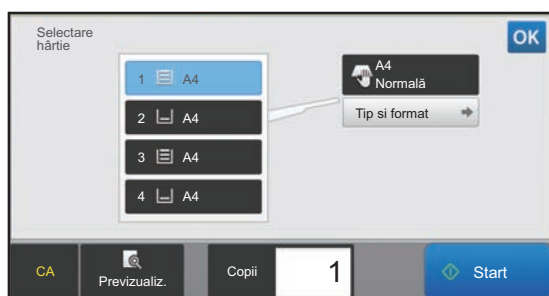 Selectare
hârtie
OK
1 A4
2 A4
3 A4
4 A4
A4
Normală
Tip si format
CA
Previzualiz.
Copii
1
Start